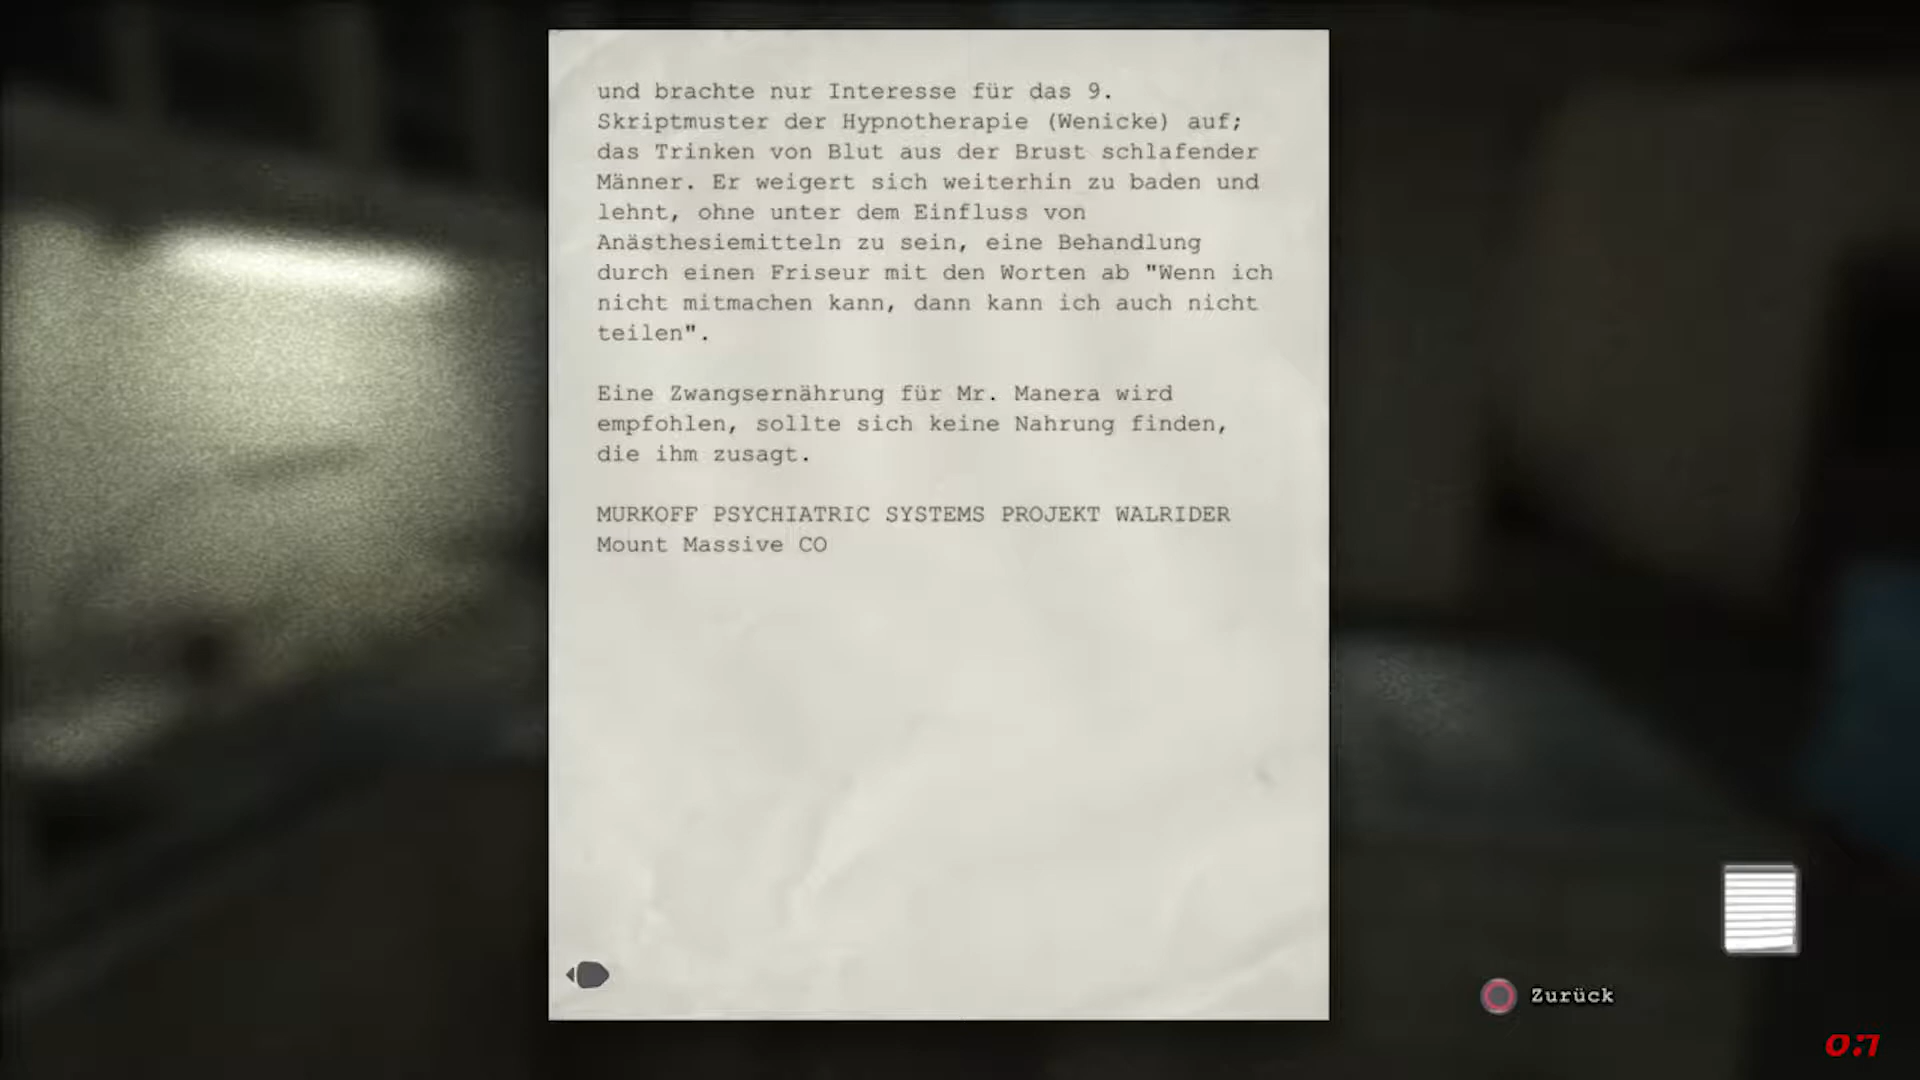 und brachte nur Interesse für das 9.
Skriptmuster der Hypnotherapie (Wenicke) auf;
das Trinken von Blut aus der Brust schlafender
Männer. Er weigert sich weiterhin zu baden und
lehnt, ohne unter dem Einfluss von
Anästhesiemitteln zu sein, eine Behandlung
durch einen Friseur mit den Worten ab "Wenn ich
nicht mitmachen kann, dann kann ich auch nicht
teilen".
Eine Zwangsernährung für Mr. Manera wird
empfohlen, sollte sich keine Nahrung finden,
die ihm zusagt.
MURKOFF PSYCHIATRIC SYSTEMS PROJEKT WALRIDER
Mount Massive CO
Zurück